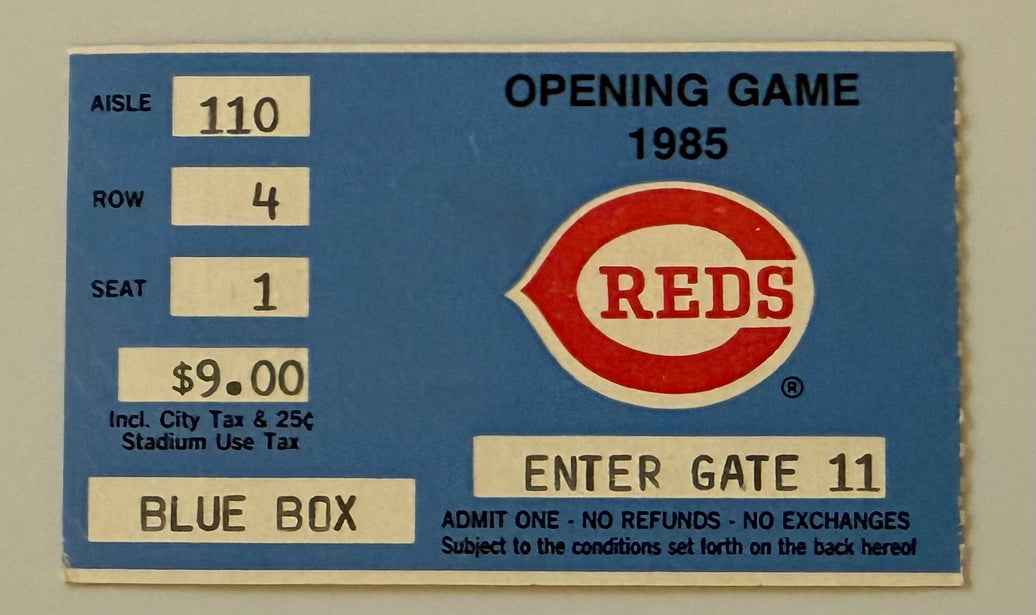 AISLE 110
ROW 4
SEAT 1
$9.00
Incl. City Tax & 25¢
Stadium Use Tax
BLUE BOX
OPENING GAME
1985
REDS
®
ENTER GATE 11
ADMIT ONE - NO REFUNDS - NO EXCHANGES
Subject to the conditions set forth on the back hereof